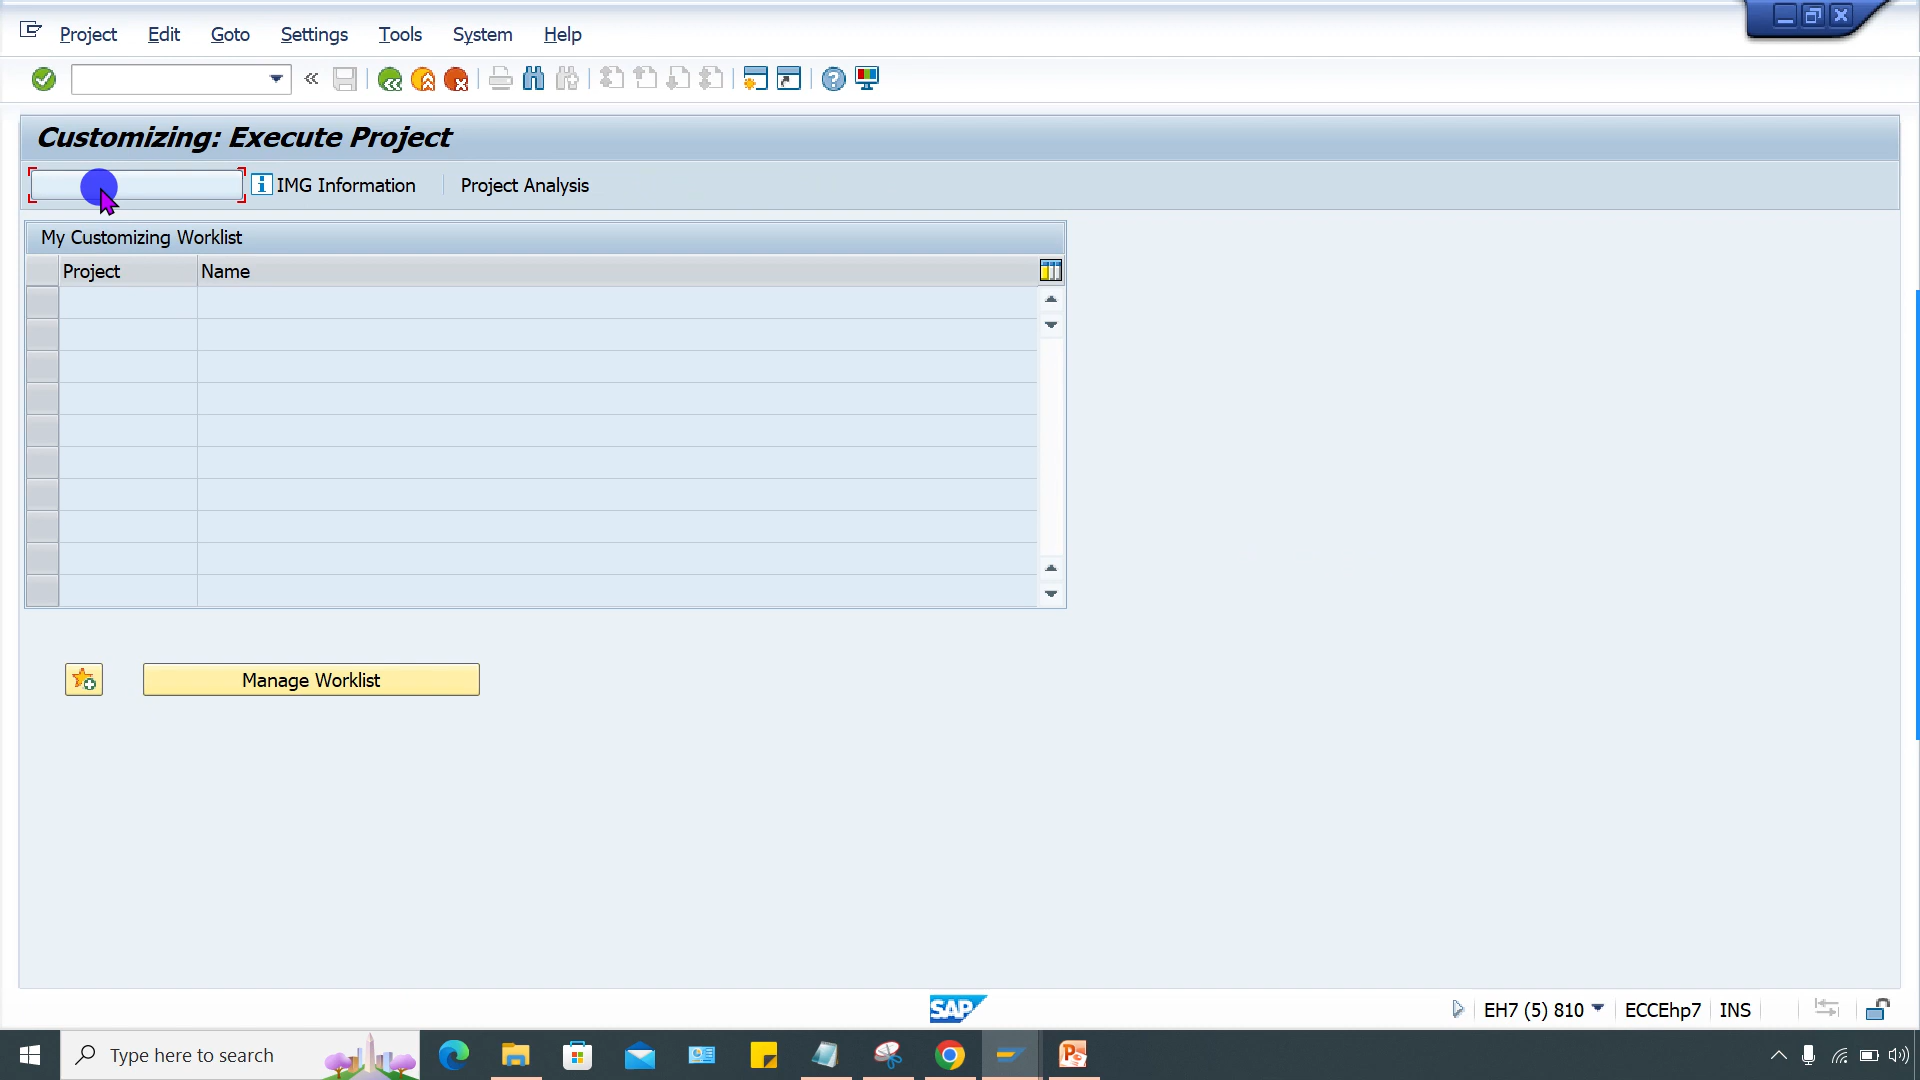 Project Edit Goto Settings Tools System Help
Customizing: Execute Project
IMG Information Project Analysis
My Customizing Worklist
Project Name
Manage Worklist
SAP EH7 (5) 810 ECCEhp7 INS
Type here to search